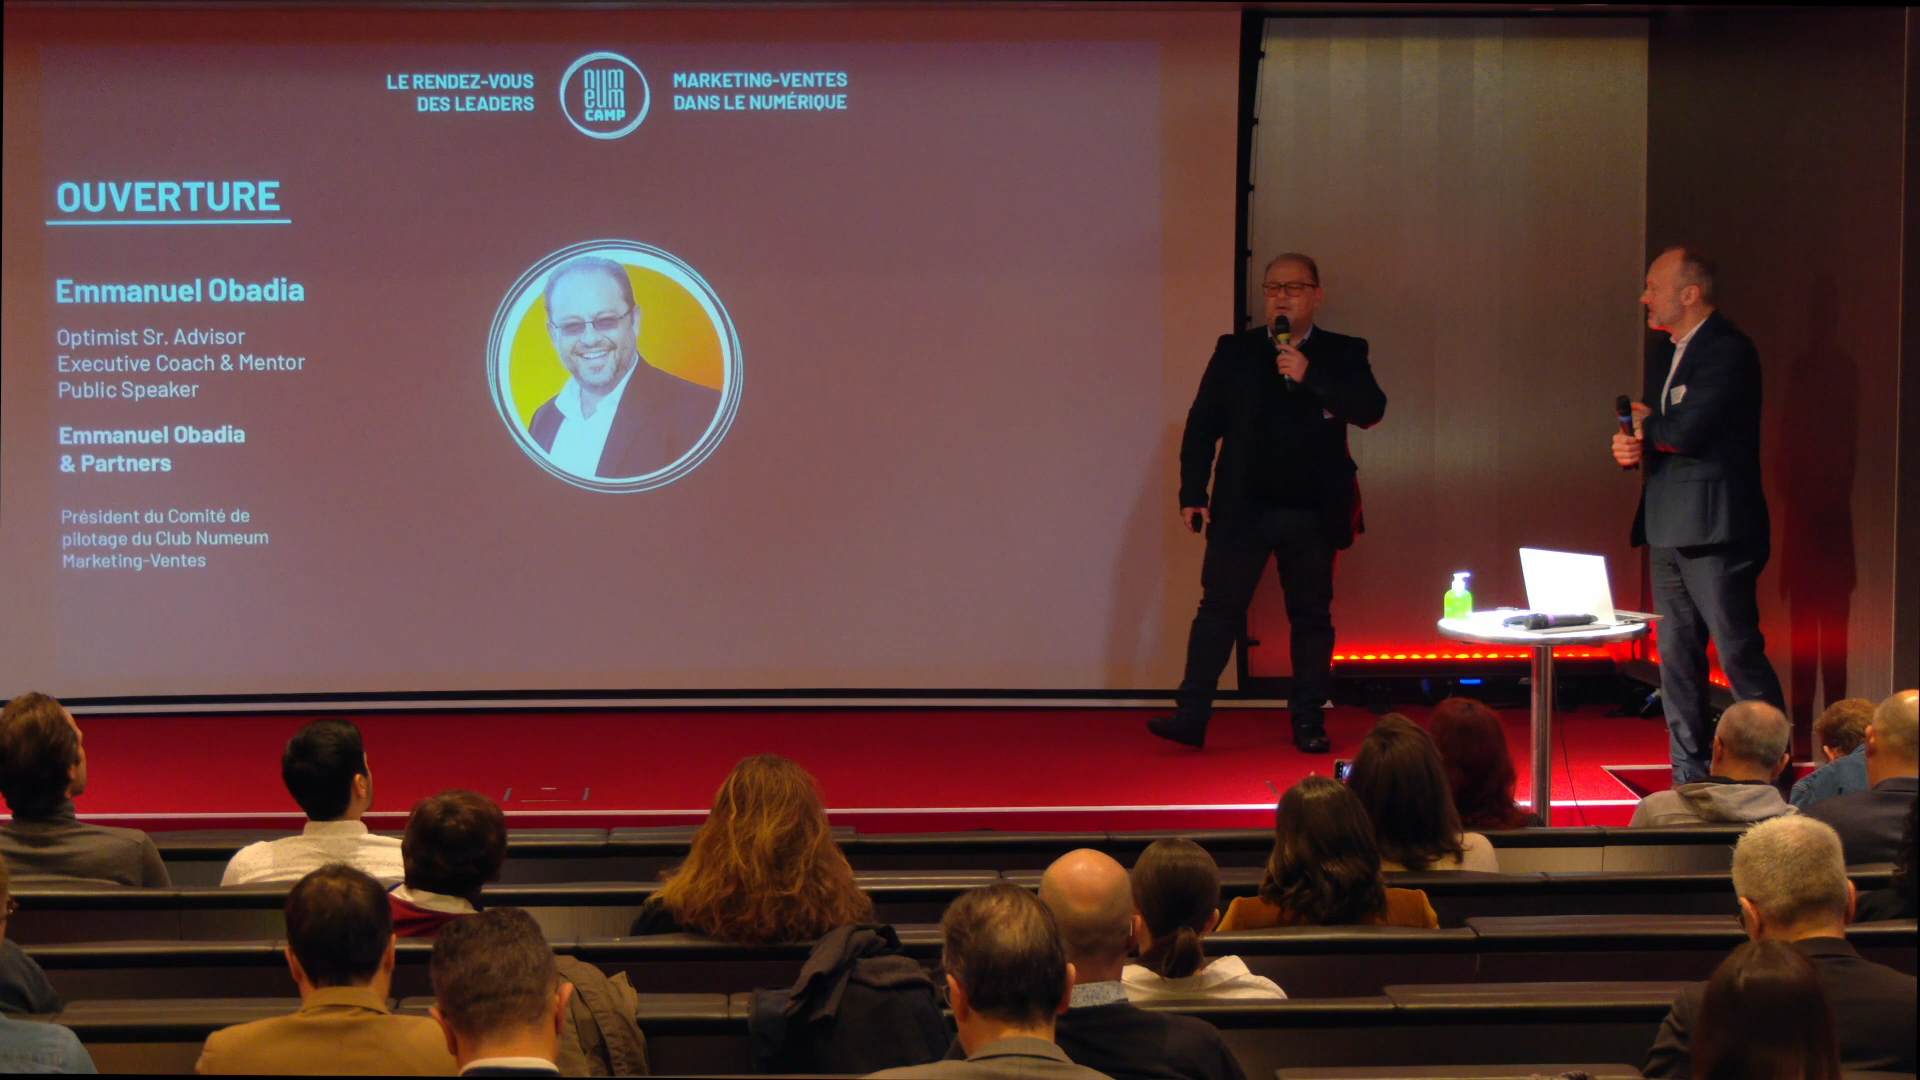 LE RENDEZ-VOUS
DES LEADERS
num
eum
CAMP
MARKETING-VENTES
DANS LE NUMÉRIQUE
OUVERTURE
Emmanuel Obadia
Optimist Sr. Advisor
Executive Coach & Mentor
Public Speaker
Emmanuel Obadia
& Partners
Président du Comité de
pilotage du Club Numeum
Marketing-Ventes